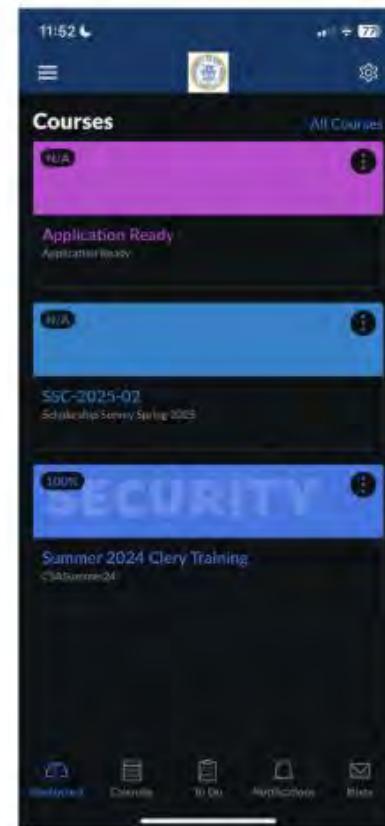 11:52
77
Courses
All Courses
N/A
Application Ready
Application Ready
N/A
SSC-2025-02
Scholarship Survey Spring 2025
100%
SECURITY
Summer 2024 Clery Training
CSASummer24
Dashboard
Calendar
To Do
Notifications
Inbox